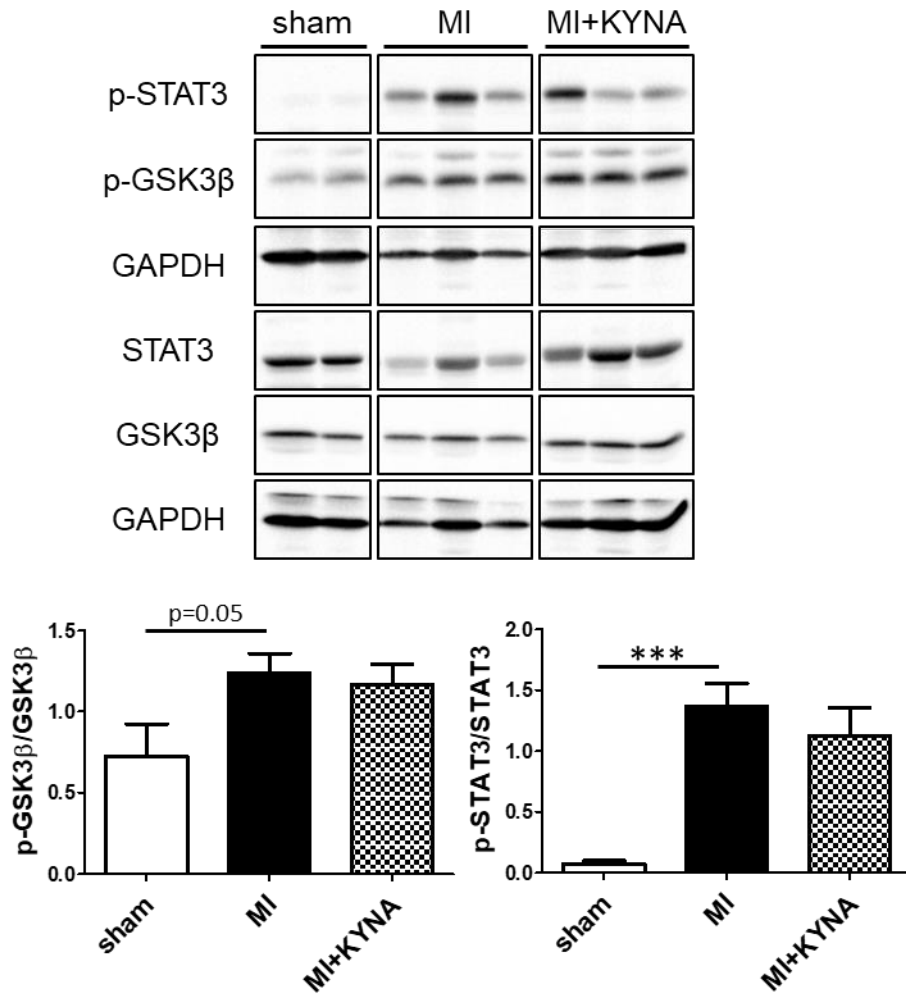 sham MI MI+KYNA
p-STAT3
p-GSK3β
GAPDH
STAT3
GSK3β
GAPDH
p=0.05
p-GSK3β/GSK3β
1.5
1.0
0.5
0.0
sham
MI
MI+KYNA
***
p-STAT3/STAT3
2.0
1.5
1.0
0.5
0.0
sham
MI
MI+KYNA